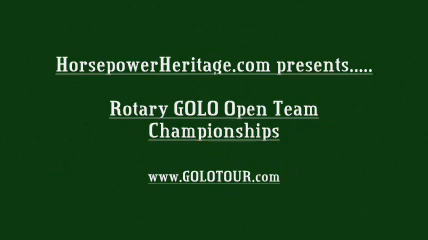 HorsepowerHeritage.com presents.....
Rotary GOLO Open Team
Championships
www.GOLOTOUR.com